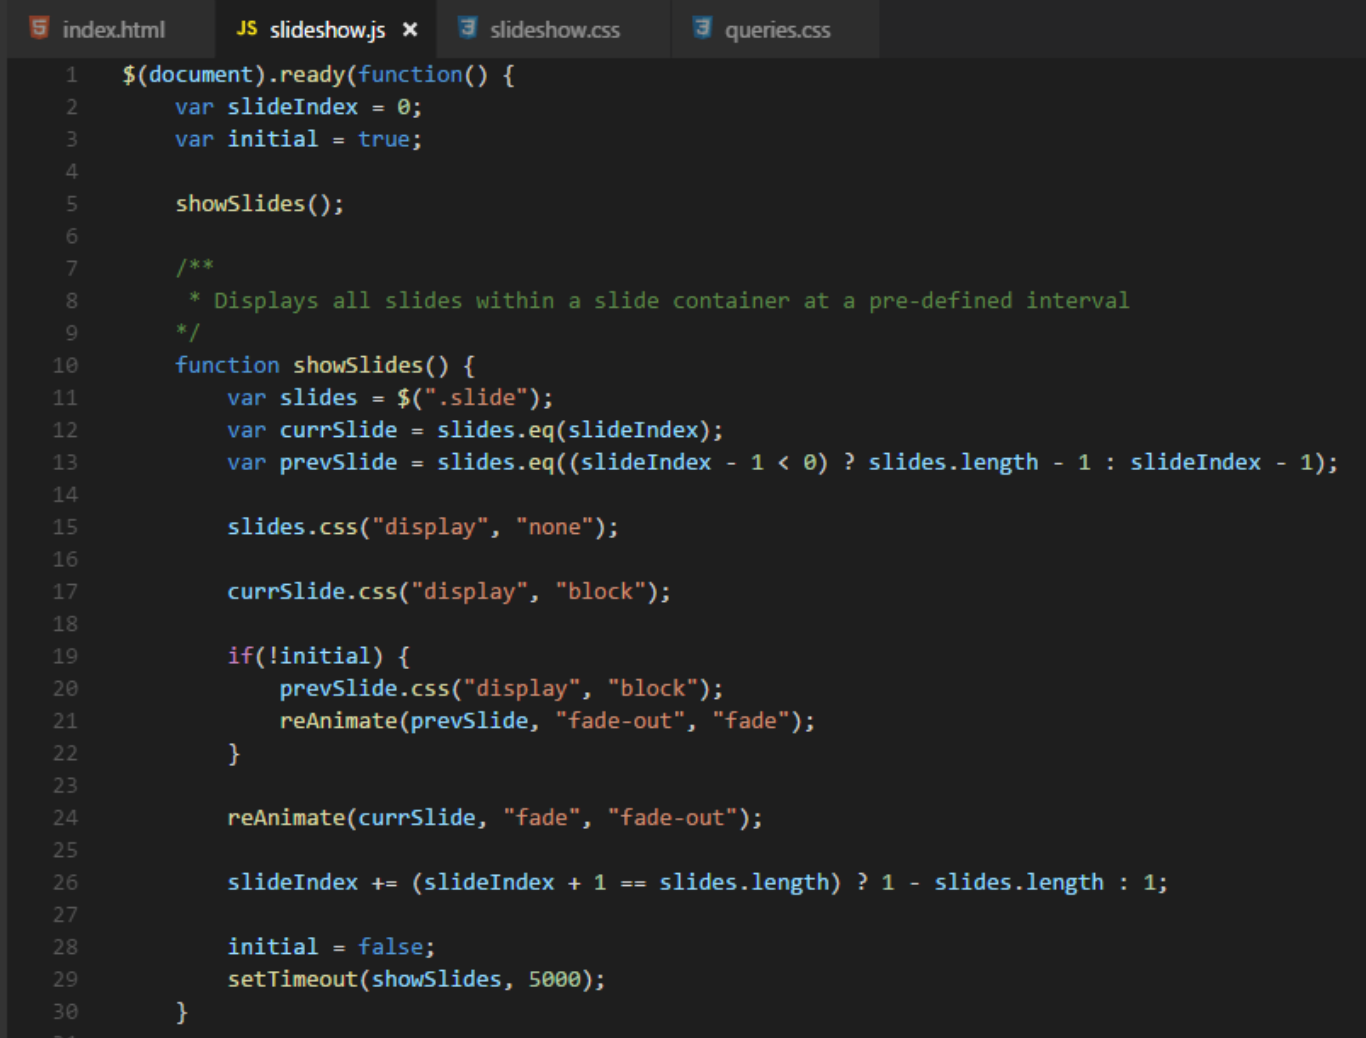 index.html JS slideshow.js × slideshow.css queries.css
1 $(document).ready(function() {
2 var slideIndex = 0;
3 var initial = true;
4
5 showSlides();
6
7 /**
8 * Displays all slides within a slide container at a pre-defined interval
9 */
10 function showSlides() {
11 var slides = $(".slide");
12 var currSlide = slides.eq(slideIndex);
13 var prevSlide = slides.eq((slideIndex - 1 < 0) ? slides.length - 1 : slideIndex - 1);
14
15 slides.css("display", "none");
16
17 currSlide.css("display", "block");
18
19 if(!initial) {
20 prevSlide.css("display", "block");
21 reAnimate(prevSlide, "fade-out", "fade");
22 }
23
24 reAnimate(currSlide, "fade", "fade-out");
25
26 slideIndex += (slideIndex + 1 == slides.length) ? 1 - slides.length : 1;
27
28 initial = false;
29 setTimeout(showSlides, 5000);
30 }